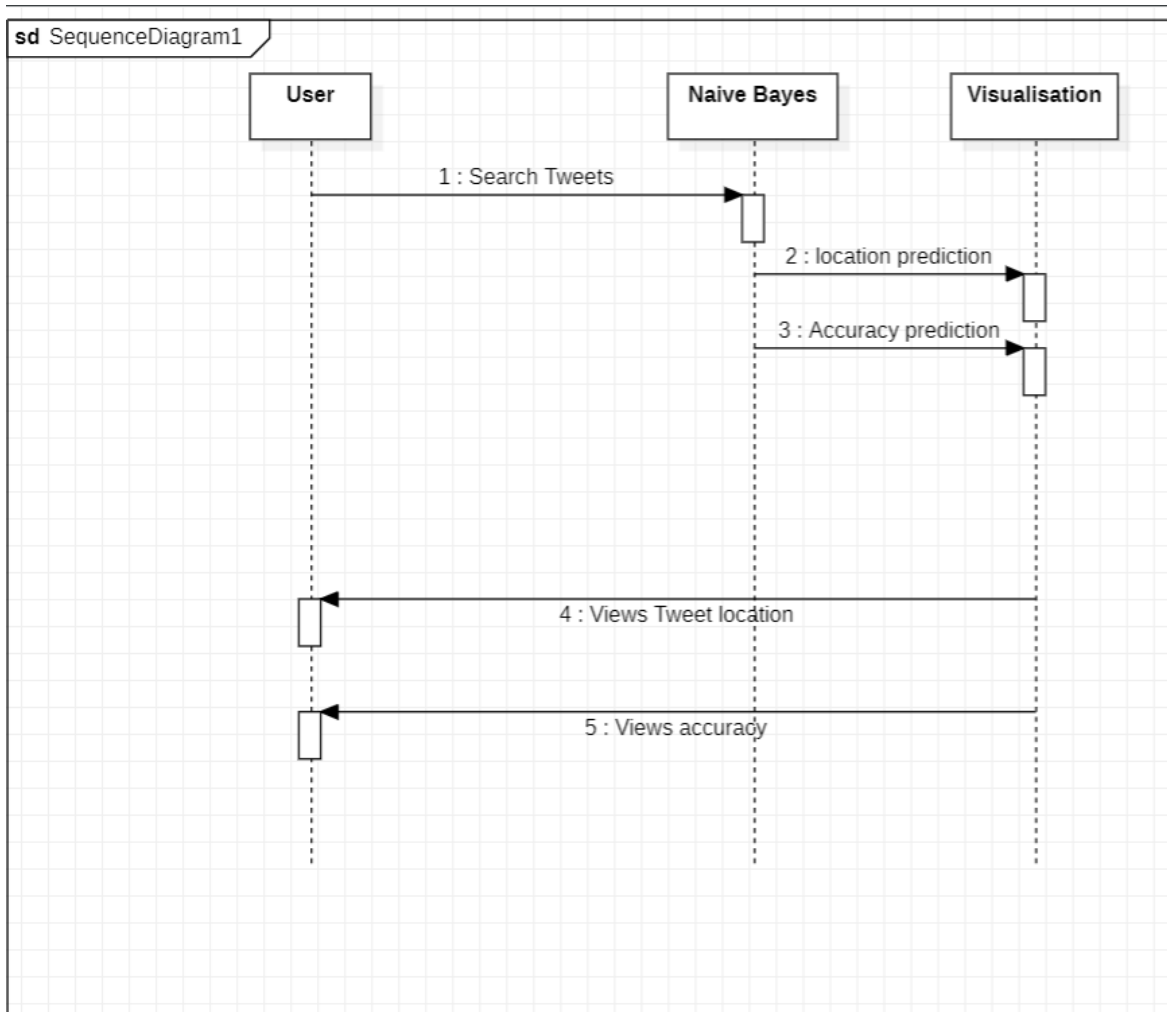 sd SequenceDiagram1
User
Naive Bayes
Visualisation
1 : Search Tweets
2 : location prediction
3 : Accuracy prediction
4 : Views Tweet location
5 : Views accuracy